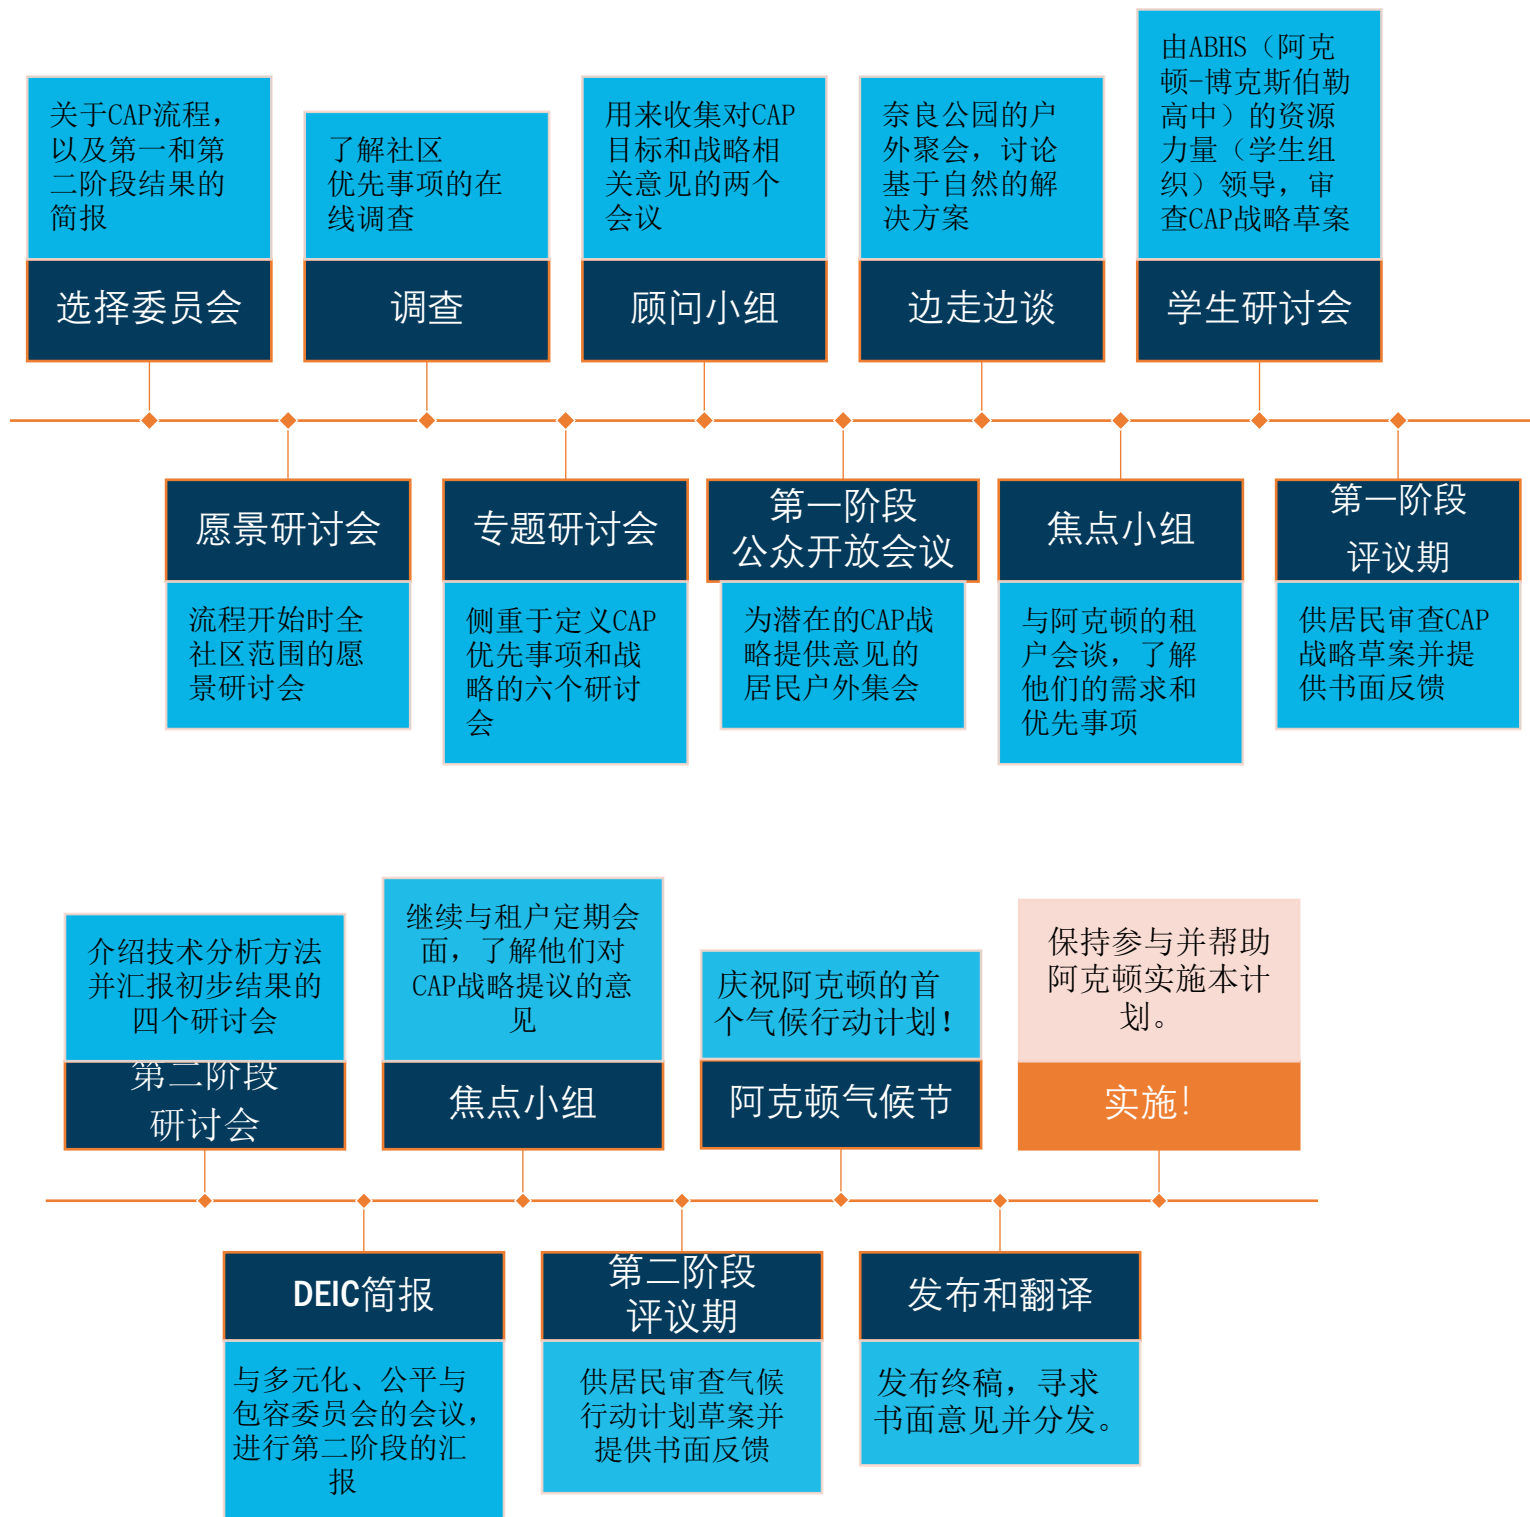 关于CAP流程，
以及第一和第
二阶段结果的
简报
选择委员会
了解社区
优先事项的在
线调查
调查
用来收集对CAP
目标和战略相
关意见的两个
会议
顾问小组
奈良公园的户
外聚会，讨论
基于自然的解
决方案
边走边谈
由ABHS（阿克
顿-博克斯伯勒
高中）的资源
力量（学生组
织）领导，审
查CAP战略草案
学生研讨会
愿景研讨会
流程开始时全
社区范围的愿
景研讨会
专题研讨会
侧重于定义CAP
优先事项和战
略的六个研讨
会
第一阶段
公众开放会议
为潜在的CAP战
略提供意见的
居民户外集会
焦点小组
与阿克顿的租
户会谈，了解
他们的需求和
优先事项
第一阶段
评议期
供居民审查CAP
战略草案并提
供书面反馈
介绍技术分析方法
并汇报初步结果的
四个研讨会
第二阶段
研讨会
继续与租户定期会
面，了解他们对
CAP战略提议的意
见
焦点小组
庆祝阿克顿的首
个气候行动计划！
阿克顿气候节
保持参与并帮助
阿克顿实施本计
划。
实施！
DEIC简报
与多元化、公平与
包容委员会的会议，
进行第二阶段的汇
报
第二阶段
评议期
供居民审查气候
行动计划草案并
提供书面反馈
发布和翻译
发布终稿，寻求
书面意见并分发。